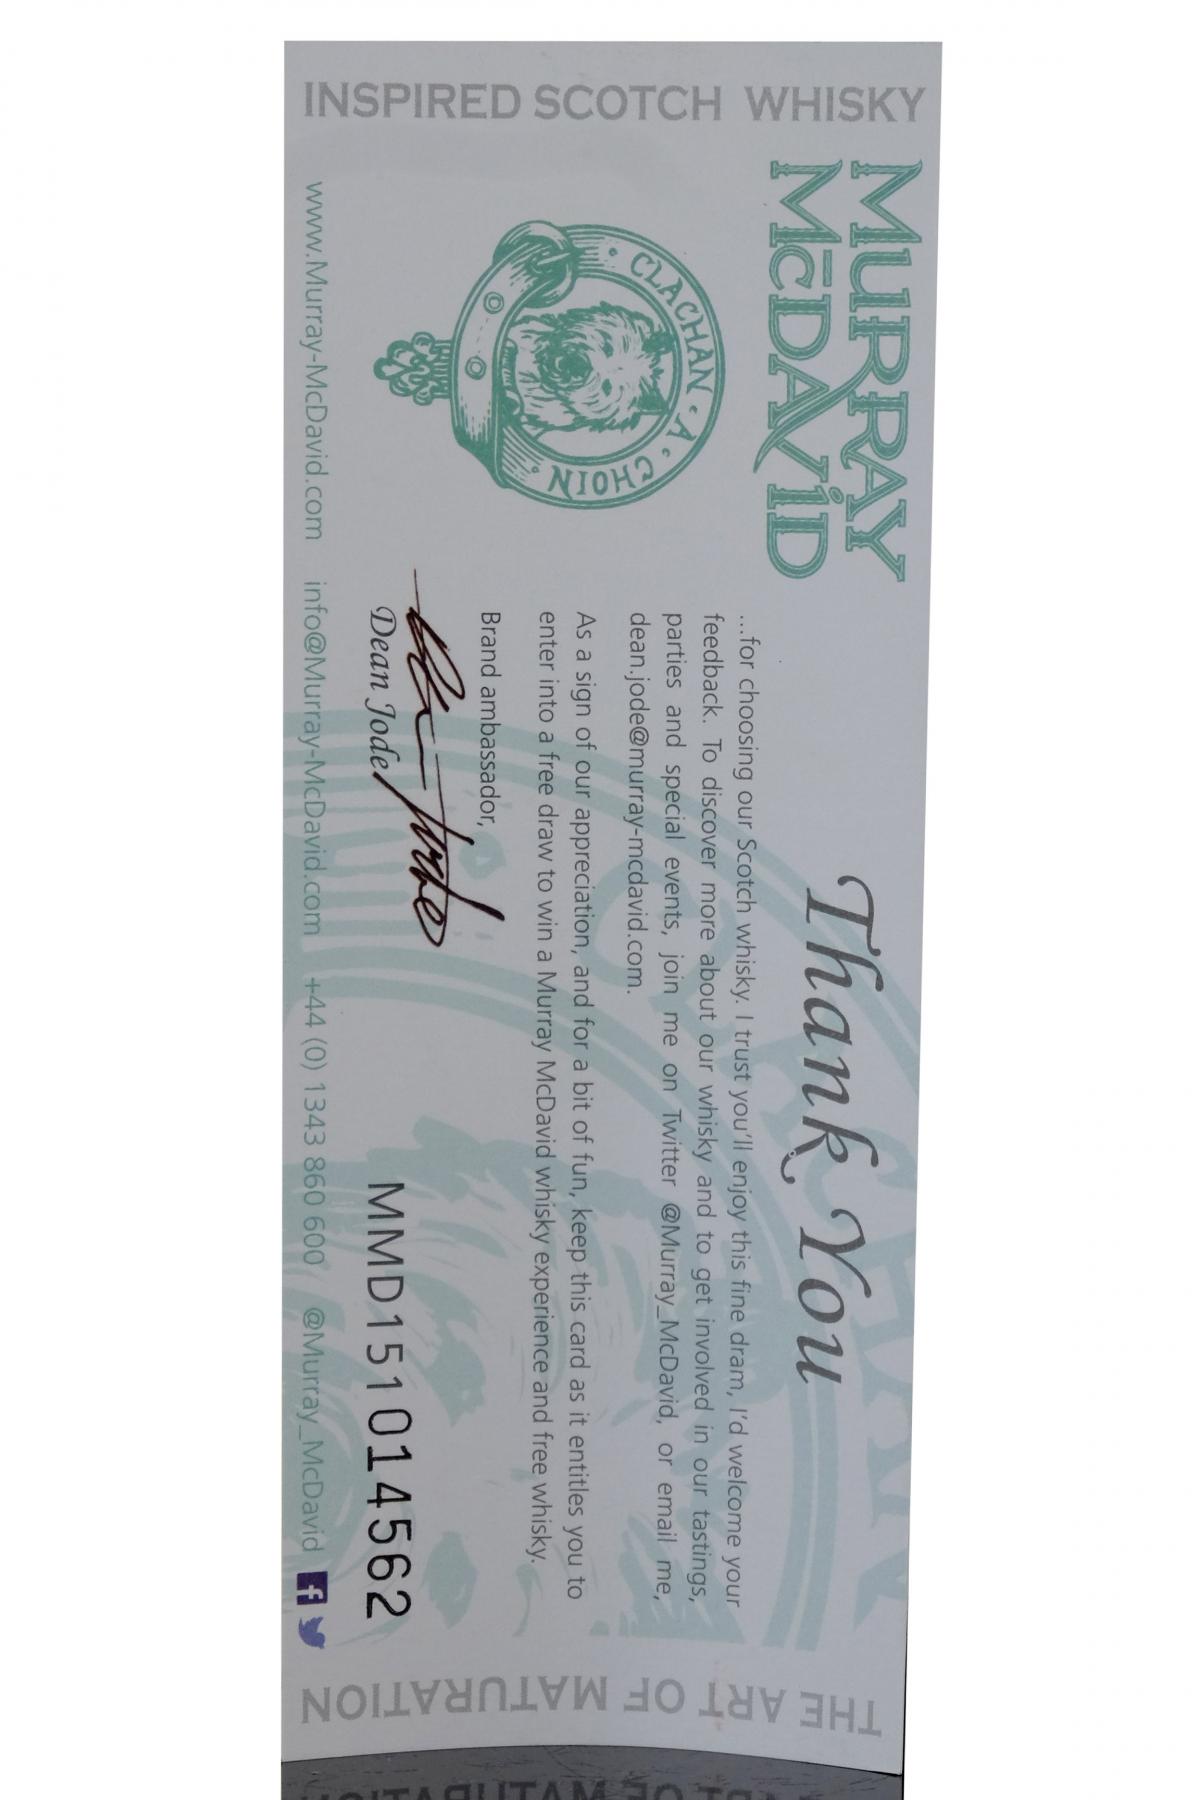 INSPIRED SCOTCH WHISKY
MURRAY
McDAVID
CLACHAN · A · CHOIN
Thank You
...for choosing our Scotch whisky. I trust you'll enjoy this fine dram, I'd welcome your
feedback. To discover more about our whisky and to get involved in our tastings,
parties and special events, join me on Twitter @Murray_McDavid, or email me,
dean.jode@murray-mcdavid.com.
As a sign of our appreciation, and for a bit of fun, keep this card as it entitles you to
enter into a free draw to win a Murray McDavid whisky experience and free whisky.
Brand ambassador,
Dean Jode
MMD151014562
www.Murray-McDavid.com info@Murray-McDavid.com +44 (0) 1343 860 600 @Murray_McDavid
THE ART OF MATURATION